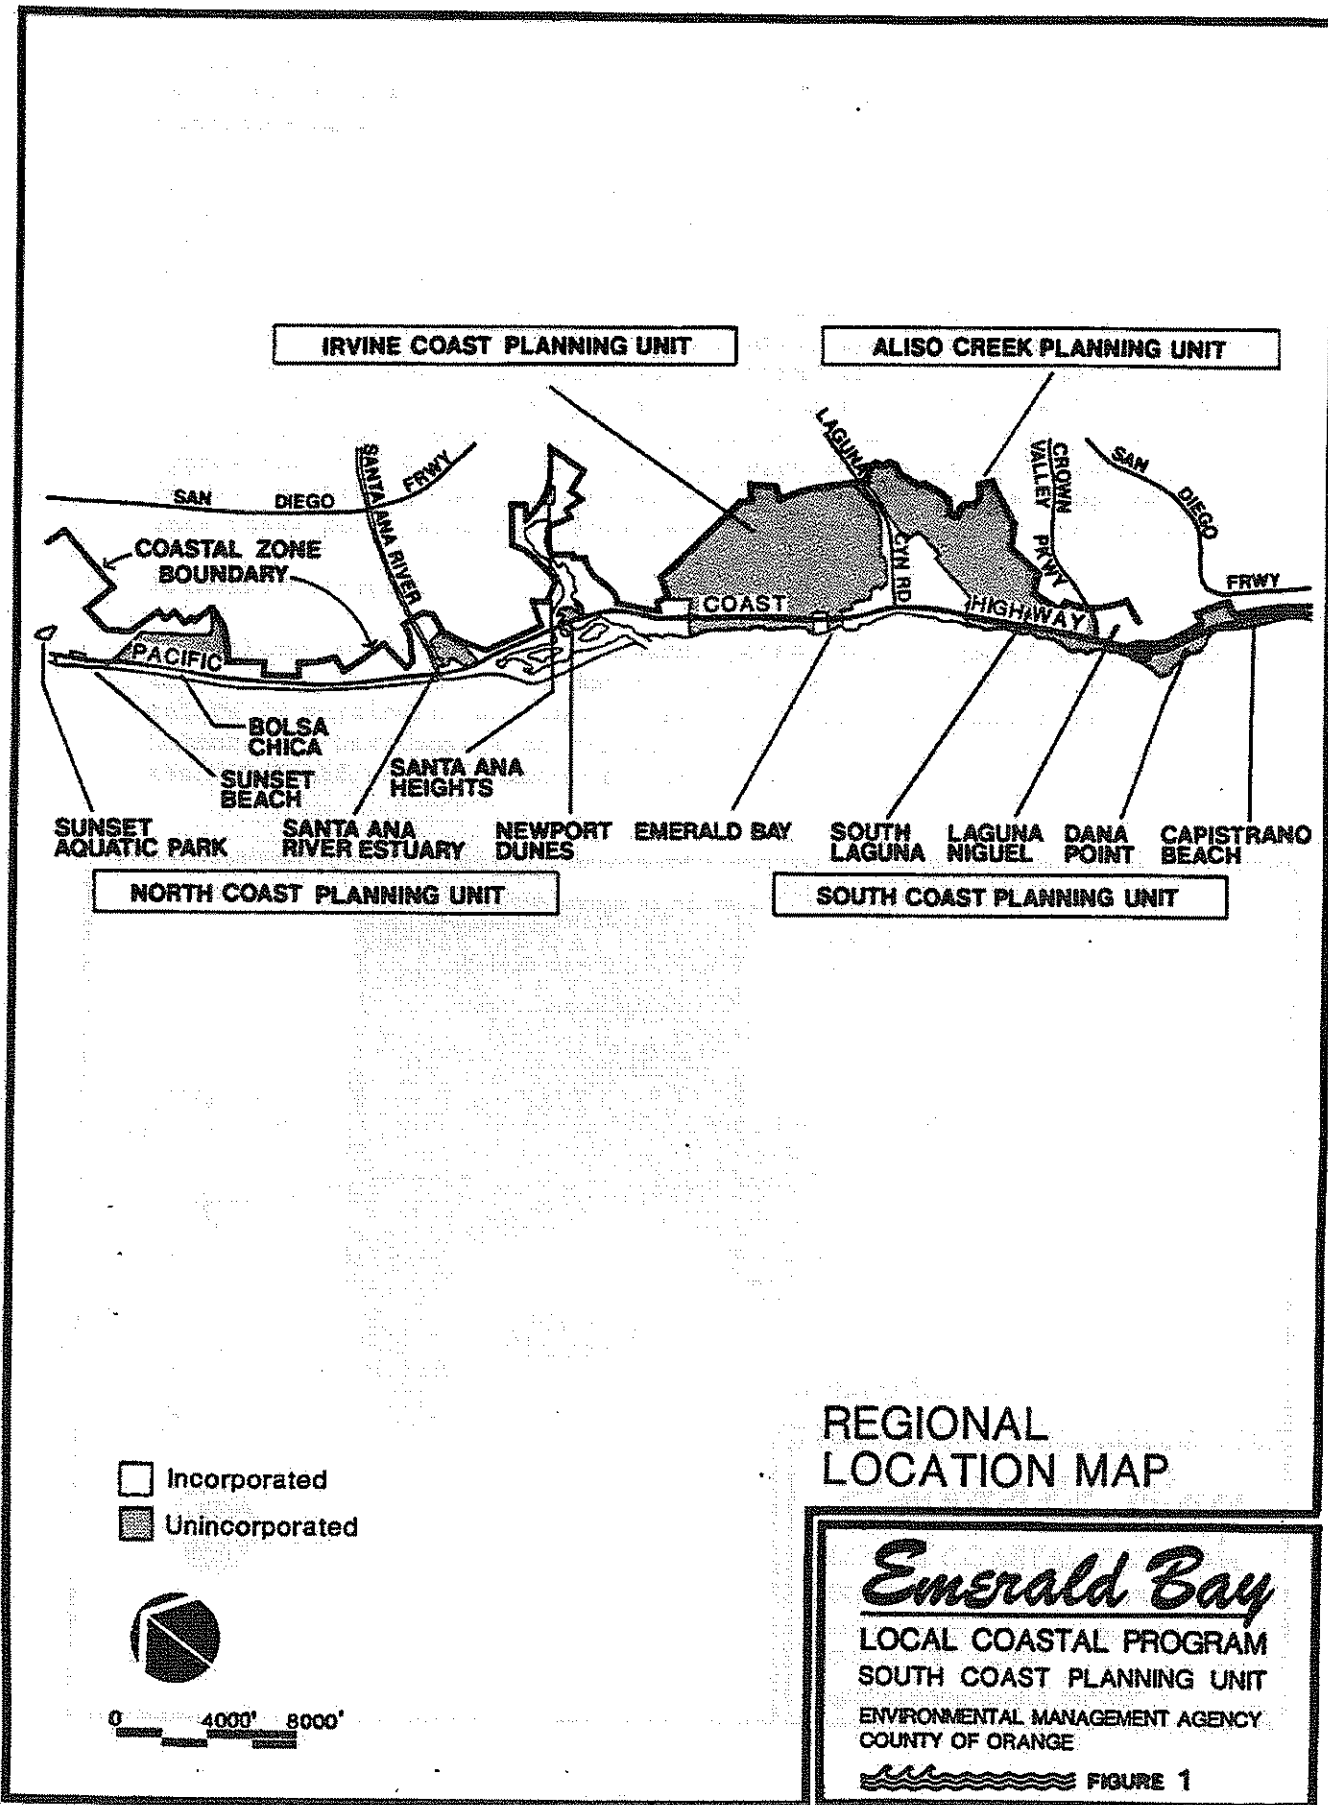 IRVINE COAST PLANNING UNIT
ALISO CREEK PLANNING UNIT
SAN DIEGO FRWY
SANTA ANA RIVER
LAGUNA CYN RD
CROWN
VALLEY PKWY
SAN DIEGO FRWY
COASTAL ZONE
BOUNDARY
PACIFIC COAST HIGHWAY
BOLSA
CHICA
SUNSET
BEACH
SANTA ANA
HEIGHTS
SUNSET
AQUATIC PARK
SANTA ANA
RIVER ESTUARY
NEWPORT
DUNES
EMERALD BAY
SOUTH
LAGUNA
LAGUNA
NIGUEL
DANA
POINT
CAPISTRANO
BEACH
NORTH COAST PLANNING UNIT
SOUTH COAST PLANNING UNIT
REGIONAL
LOCATION MAP
Incorporated
Unincorporated
0 4000' 8000'
Emerald Bay
LOCAL COASTAL PROGRAM
SOUTH COAST PLANNING UNIT
ENVIRONMENTAL MANAGEMENT AGENCY
COUNTY OF ORANGE
FIGURE 1